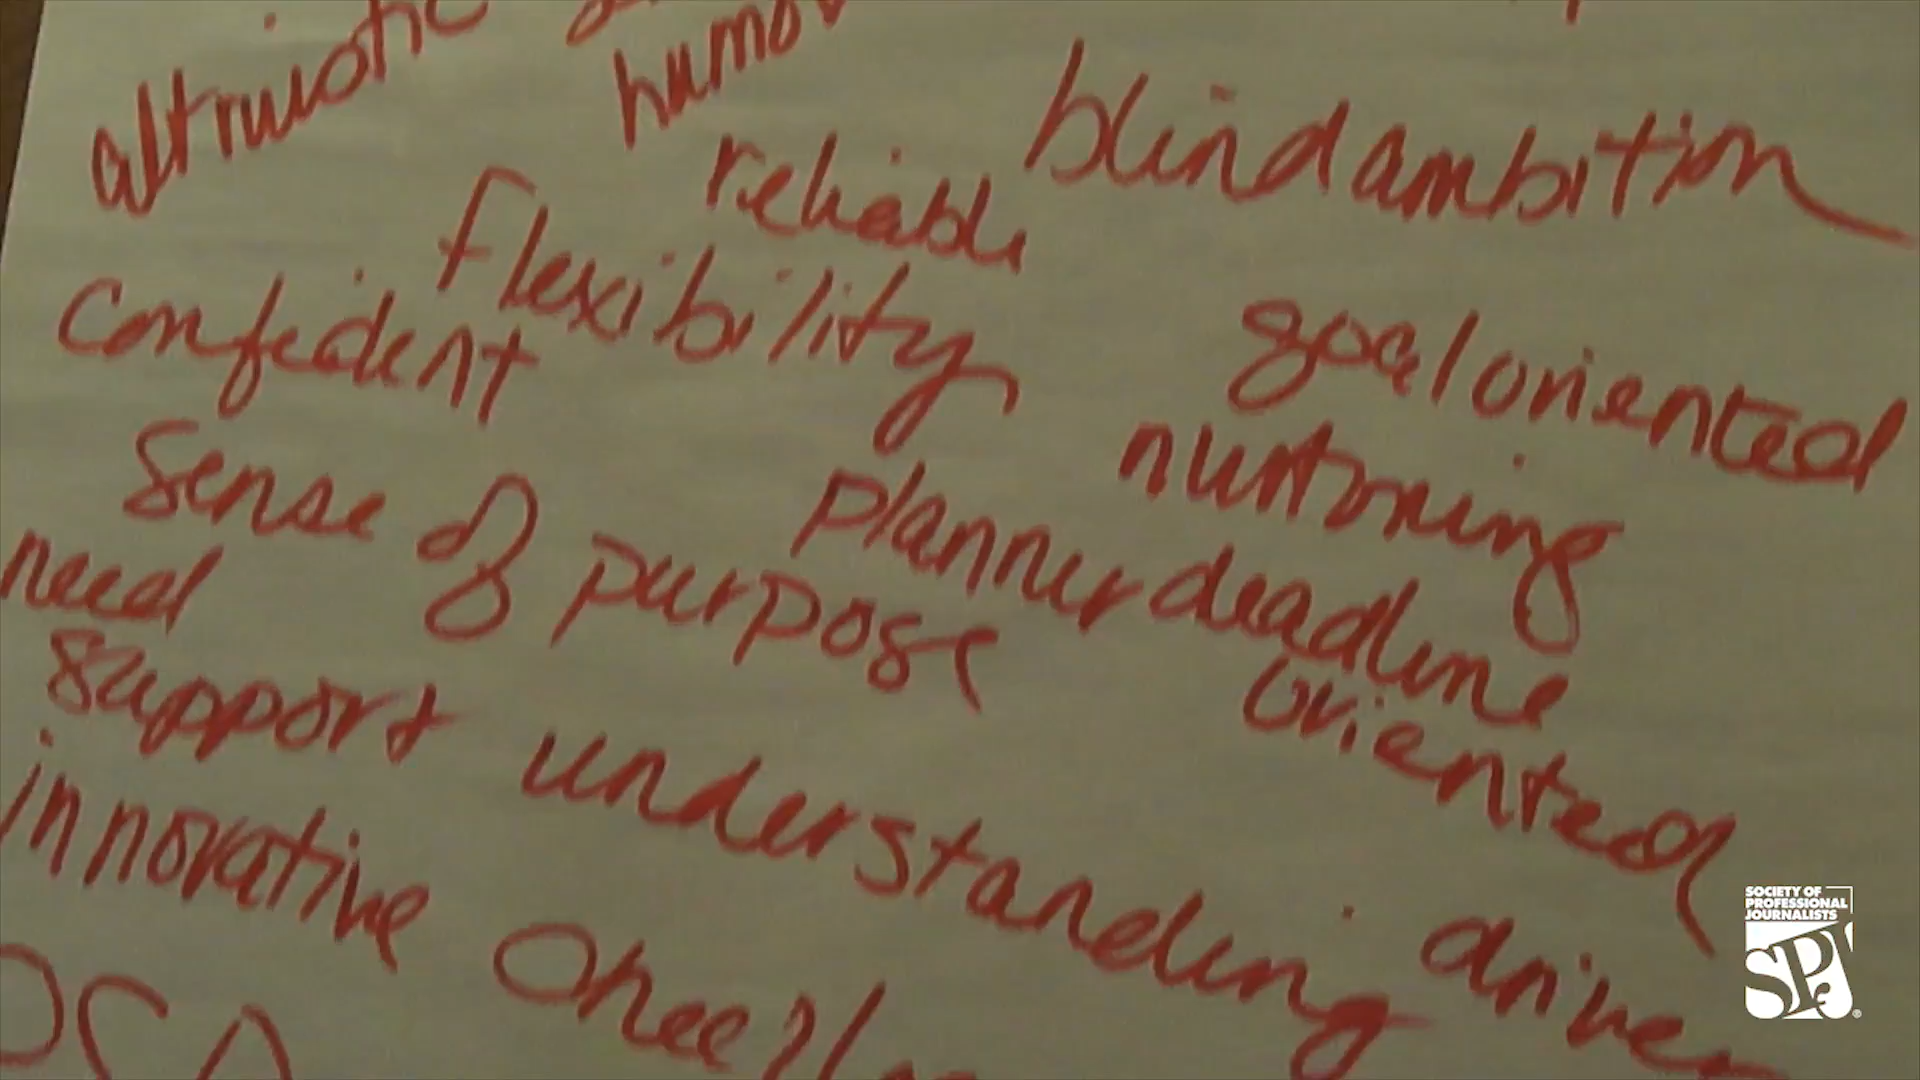 altruistic
humor
reliable
blind ambition
flexibility
confident
goal oriented
nurturing
sense of purpose
planner
deadline
oriented
need
support
understanding
driven
innovative
SOCIETY OF
PROFESSIONAL
JOURNALISTS
SPJ